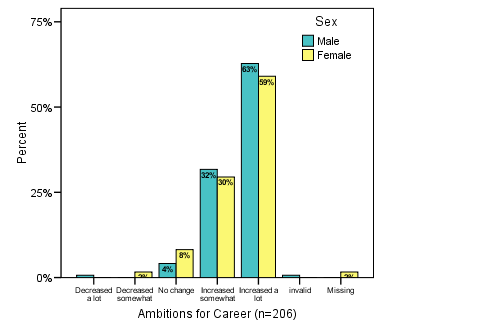 75%
50%
25%
0%
Percent
Sex
Male
Female
4%
8%
32%
30%
63%
59%
2%
2%
Decreased
a lot
Decreased
somewhat
No change
Increased
somewhat
Increased a
lot
invalid
Missing
Ambitions for Career (n=206)